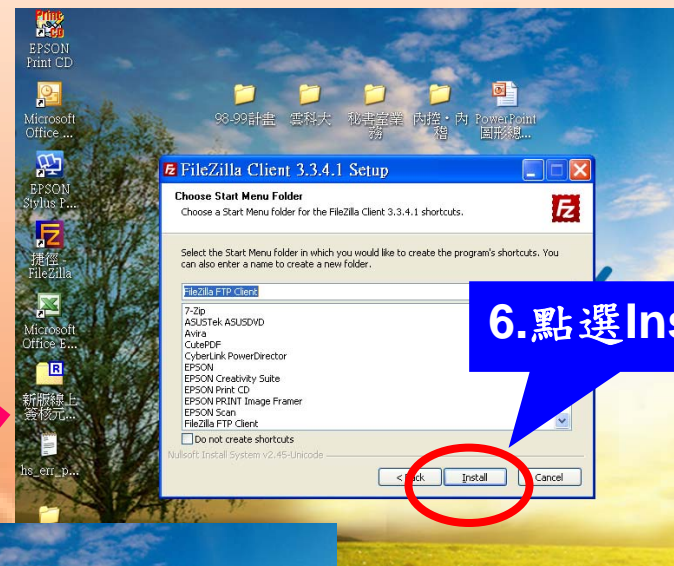 EPSON
Print CD
Microsoft
Office ...
EPSON
Stylus P...
捷徑
FileZilla
Microsoft
Office E...
新版線上
簽核元...
hs_err_p...
98-99計畫
雲科大
秘書室業
務
內控・內
稽
PowerPoint
圖形總...
FileZilla Client 3.3.4.1 Setup
Choose Start Menu Folder
Choose a Start Menu folder for the FileZilla Client 3.3.4.1 shortcuts.
Select the Start Menu folder in which you would like to create the program's shortcuts. You
can also enter a name to create a new folder.
FileZilla FTP Client
7-Zip
ASUSTek ASUSDVD
Avira
CutePDF
CyberLink PowerDirector
EPSON
EPSON Creativity Suite
EPSON Print CD
EPSON PRINT Image Framer
EPSON Scan
FileZilla FTP Client
Do not create shortcuts
Nullsoft Install System v2.45-Unicode
Install
Cancel
6.點選Ins